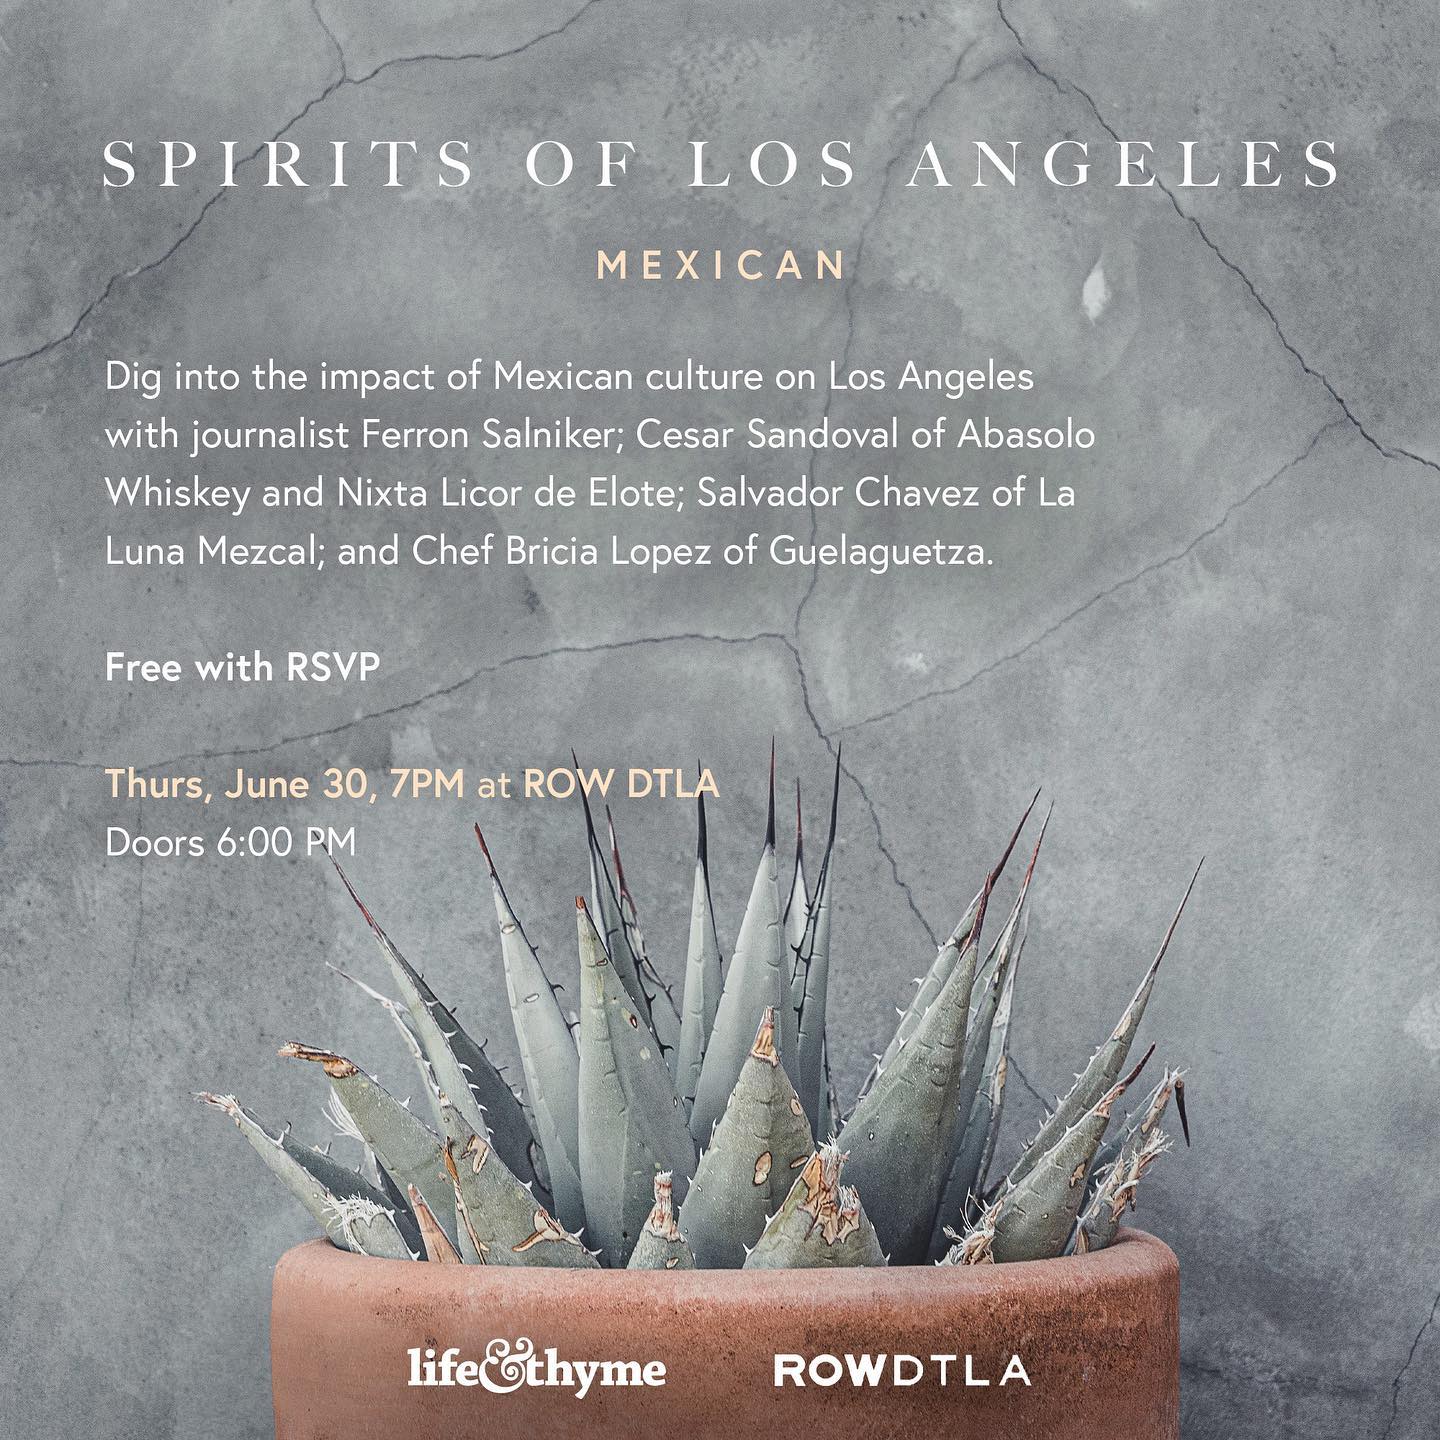 SPIRITS OF LOS ANGELES
MEXICAN
Dig into the impact of Mexican culture on Los Angeles
with journalist Ferron Salniker; Cesar Sandoval of Abasolo
Whiskey and Nixta Licor de Elote; Salvador Chavez of La
Luna Mezcal; and Chef Bricia Lopez of Guelaguetza.
Free with RSVP
Thurs, June 30, 7PM at ROW DTLA
Doors 6:00 PM
life&thyme
ROWDTLA